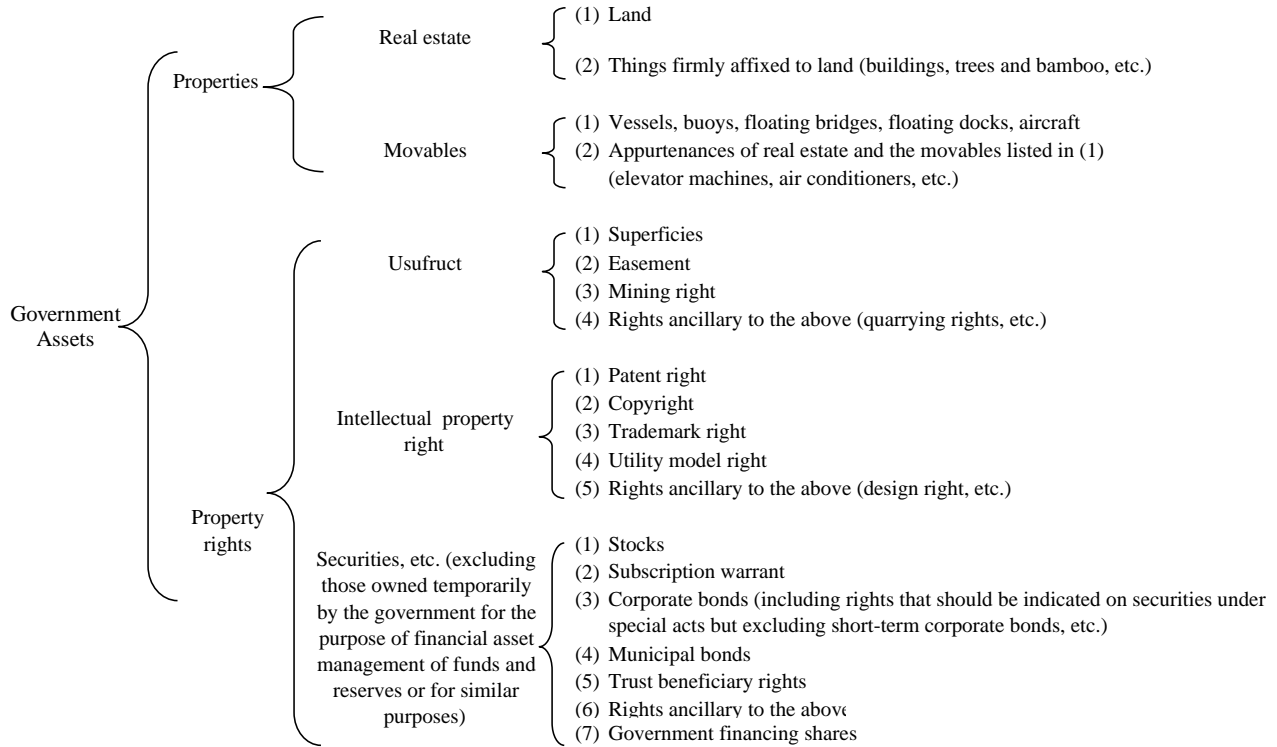 Government
Assets
Properties
Real estate
(1) Land
(2) Things firmly affixed to land (buildings, trees and bamboo, etc.)
Movables
(1) Vessels, buoys, floating bridges, floating docks, aircraft
(2) Appurtenances of real estate and the movables listed in (1)
(elevator machines, air conditioners, etc.)
Property
rights
Usufruct
(1) Superficies
(2) Easement
(3) Mining right
(4) Rights ancillary to the above (quarrying rights, etc.)
Intellectual property
right
(1) Patent right
(2) Copyright
(3) Trademark right
(4) Utility model right
(5) Rights ancillary to the above (design right, etc.)
Securities, etc. (excluding
those owned temporarily
by the government for the
purpose of financial asset
management of funds and
reserves or for similar
purposes)
(1) Stocks
(2) Subscription warrant
(3) Corporate bonds (including rights that should be indicated on securities under
special acts but excluding short-term corporate bonds, etc.)
(4) Municipal bonds
(5) Trust beneficiary rights
(6) Rights ancillary to the above
(7) Government financing shares